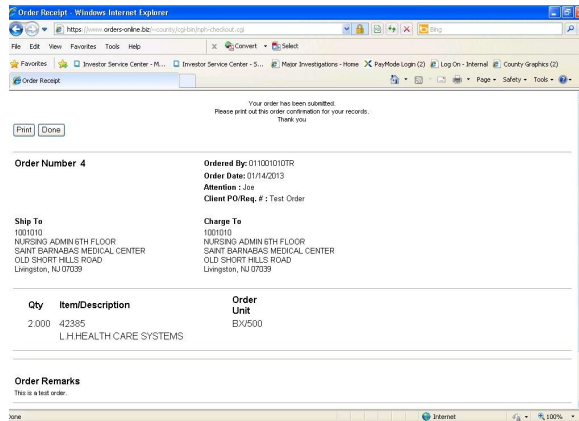 Order Receipt - Windows Internet Explorer
https://www.orders-online.biz/~county/cgi-bin/nph-checkout.cgi
Bing
File Edit View Favorites Tools Help
x Convert Select
Favorites Investor Service Center - M... Investor Service Center - S... Major Investigations - Home PayMode Login (2) Log On - Internal County Graphics (2)
Order Receipt
Page Safety Tools
Your order has been submitted.
Please print out this order confirmation for your records.
Thank you
Print Done
Order Number 4
Ordered By: 011001010TR
Order Date: 01/14/2013
Attention : Joe
Client PO/Req. # : Test Order
Ship To
1001010
NURSING ADMIN 6TH FLOOR
SAINT BARNABAS MEDICAL CENTER
OLD SHORT HILLS ROAD
Livingston, NJ 07039
Charge To
1001010
NURSING ADMIN 6TH FLOOR
SAINT BARNABAS MEDICAL CENTER
OLD SHORT HILLS ROAD
Livingston, NJ 07039
Qty Item/Description Order Unit
2.000 42385 BX/500
L.H.HEALTH CARE SYSTEMS
Order Remarks
This is a test order.
Done
Internet
100%